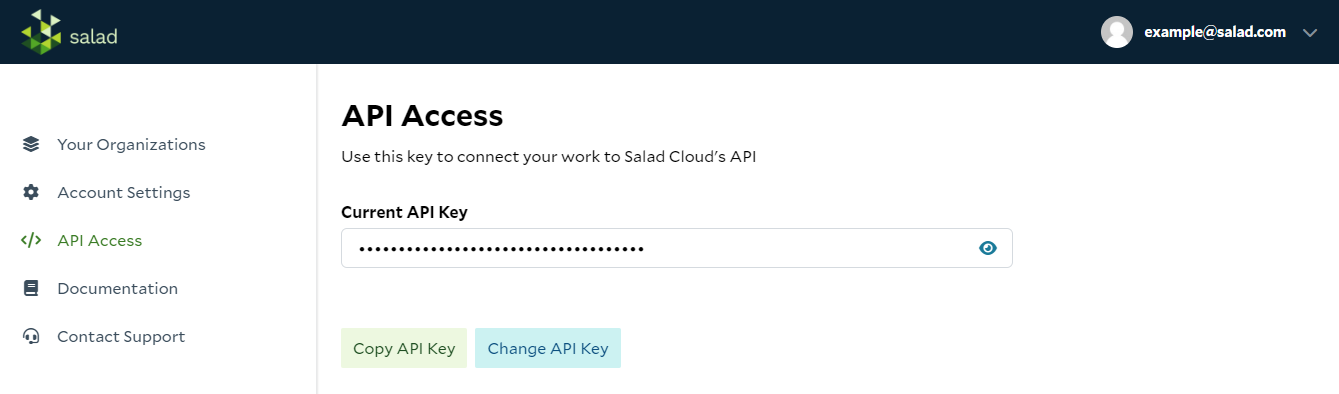 salad
example@salad.com
API Access
Use this key to connect your work to Salad Cloud's API
Your Organizations
Account Settings
API Access
Documentation
Contact Support
Current API Key
••••••••••••••••••••••••••••••••••••
Copy API Key
Change API Key